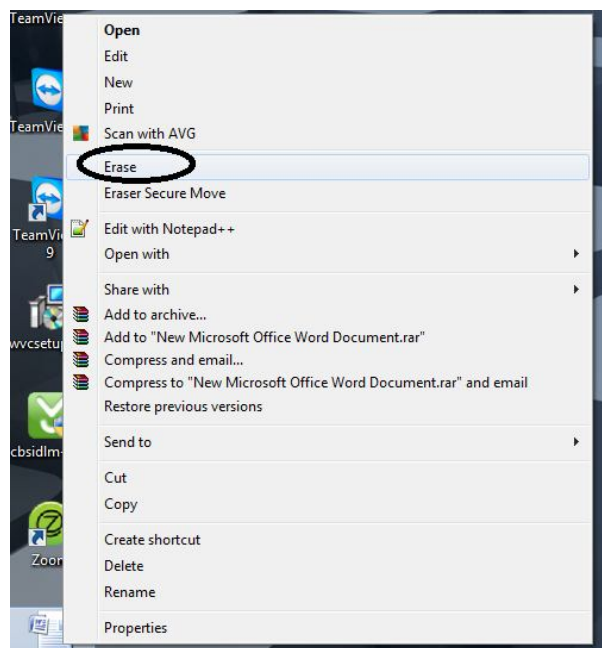 TeamVie
Open
Edit
New
Print
TeamVie
Scan with AVG
Erase
Eraser Secure Move
TeamVi
9
Edit with Notepad++
Open with
Share with
Add to archive...
wvcsetu
Add to "New Microsoft Office Word Document.rar"
Compress and email...
Compress to "New Microsoft Office Word Document.rar" and email
Restore previous versions
cbsidlm-
Send to
Cut
Copy
Create shortcut
Zoor
Delete
Rename
Properties